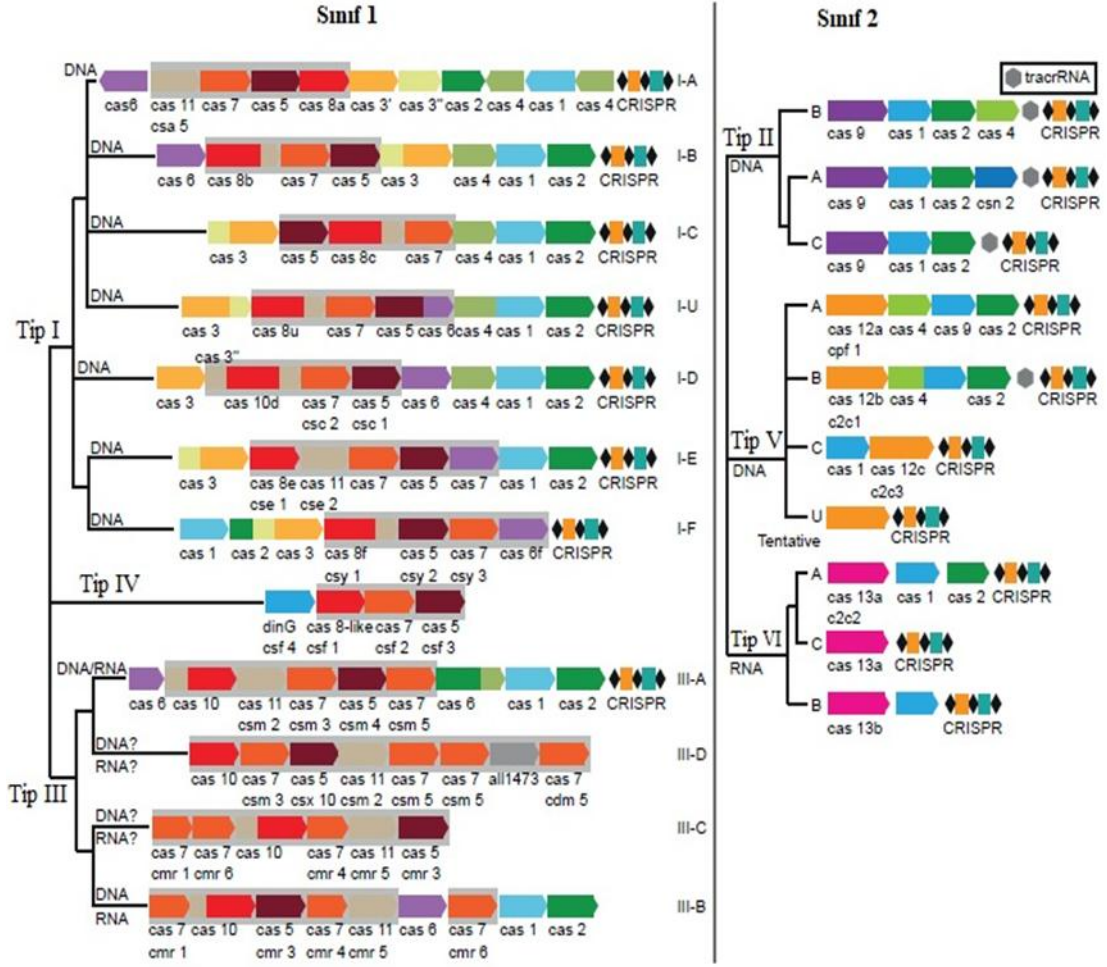 Sınıf 1
DNA
cas6 cas 11 cas 7 cas 5 cas 8a cas 3' cas 3" cas 2 cas 4 cas 1 cas 4 CRISPR I-A
csa 5
DNA
cas 6 cas 8b cas 7 cas 5 cas 3 cas 4 cas 1 cas 2 CRISPR I-B
DNA
cas 3 cas 5 cas 8c cas 7 cas 4 cas 1 cas 2 CRISPR I-C
Tip I
DNA
cas 3 cas 8u cas 7 cas 5 cas 6 cas 4 cas 1 cas 2 CRISPR I-U
cas 3"
DNA
cas 3 cas 10d cas 7 cas 5 cas 6 cas 4 cas 1 cas 2 CRISPR I-D
csc 2 csc 1
DNA
cas 3 cas 8e cas 11 cas 7 cas 5 cas 7 cas 1 cas 2 CRISPR I-E
cse 1 cse 2
DNA
cas 1 cas 2 cas 3 cas 8f cas 5 cas 7 cas 6f CRISPR I-F
csy 1 csy 2 csy 3
Tip IV
dinG cas 8-like cas 7 cas 5
csf 4 csf 1 csf 2 csf 3
Tip III
DNA/RNA
cas 6 cas 10 cas 11 cas 7 cas 5 cas 7 cas 6 cas 1 cas 2 CRISPR III-A
csm 2 csm 3 csm 4 csm 5
DNA?
RNA?
cas 10 cas 7 cas 5 cas 11 cas 7 cas 7 all1473 cas 7 III-D
csm 3 csx 10 csm 2 csm 5 csm 5 cdm 5
DNA?
RNA?
cas 7 cas 7 cas 10 cas 7 cas 11 cas 5 III-C
cmr 1 cmr 6 cmr 4 cmr 5 cmr 3
DNA
RNA
cas 7 cas 10 cas 5 cas 7 cas 11 cas 6 cas 7 cas 1 cas 2 III-B
cmr 1 cmr 3 cmr 4 cmr 5 cmr 6
Sınıf 2
tracrRNA
Tip II
DNA
B
cas 9 cas 1 cas 2 cas 4 CRISPR
A
cas 9 cas 1 cas 2 csn 2 CRISPR
C
cas 9 cas 1 cas 2 CRISPR
Tip V
DNA
A
cas 12a cas 4 cas 9 cas 2 CRISPR
cpf 1
B
cas 12b cas 4 cas 2 CRISPR
c2c1
C
cas 1 cas 12c CRISPR
c2c3
U
Tentative CRISPR
Tip VI
RNA
A
cas 13a cas 1 cas 2 CRISPR
c2c2
C
cas 13a CRISPR
B
cas 13b CRISPR